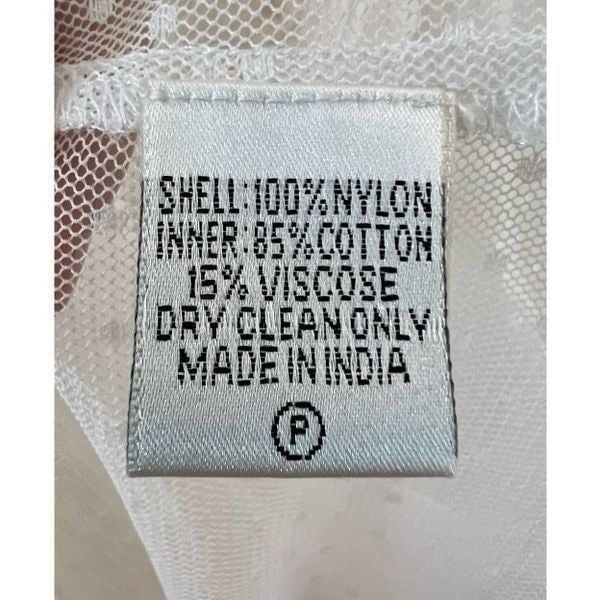 SHELL: 100% NYLON
INNER: 85% COTTON
15% VISCOSE
DRY CLEAN ONLY
MADE IN INDIA
P